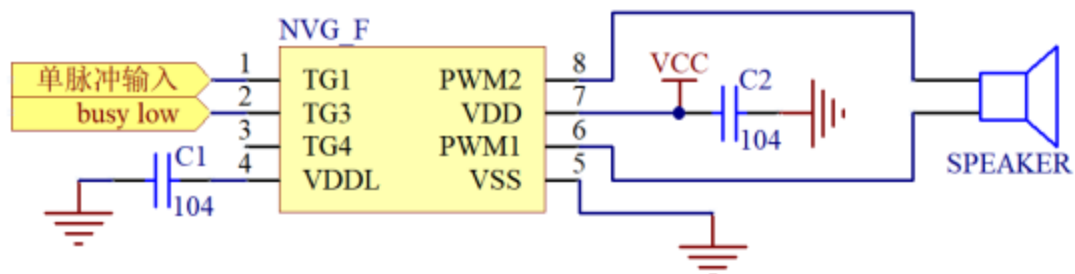 NVG_F
单脉冲输入
busy low
1
2
3
4
TG1
TG3
TG4
VDDL
PWM2
VDD
PWM1
VSS
8
7
6
5
C1
104
VCC
C2
104
SPEAKER